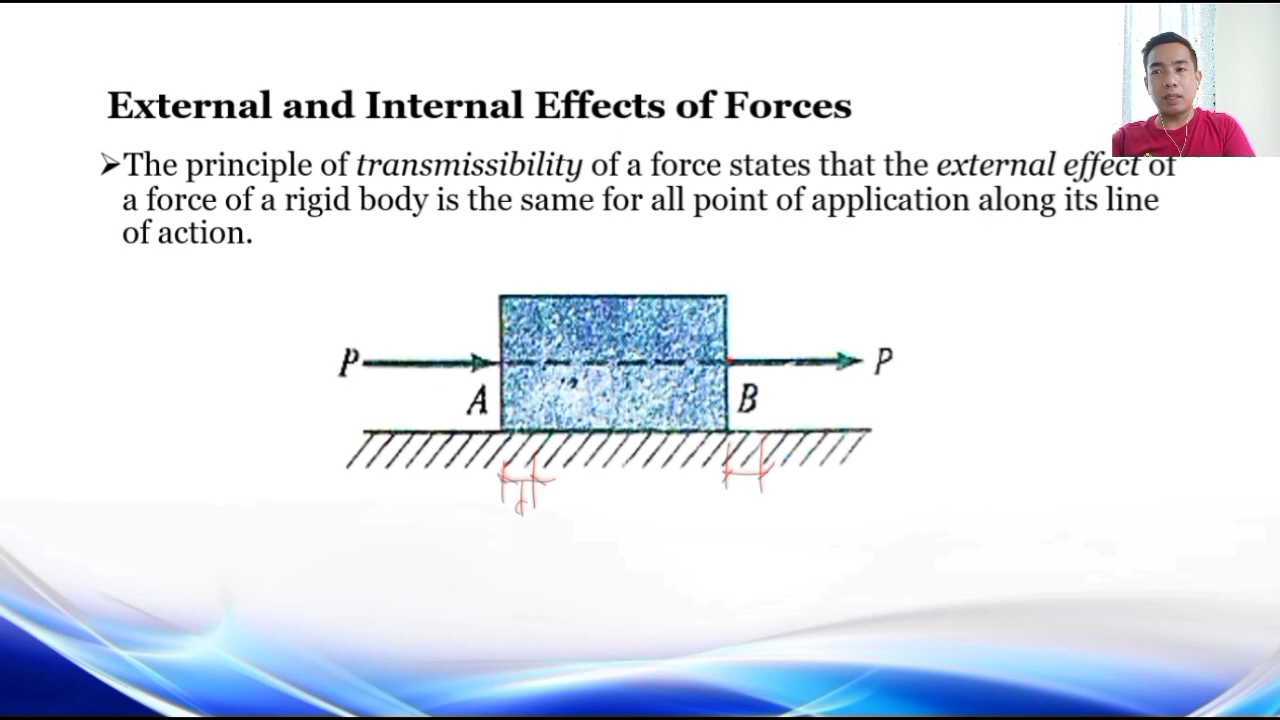 External and Internal Effects of Forces
➢The principle of transmissibility of a force states that the external effect of
a force of a rigid body is the same for all point of application along its line
of action.
P P
A B
d